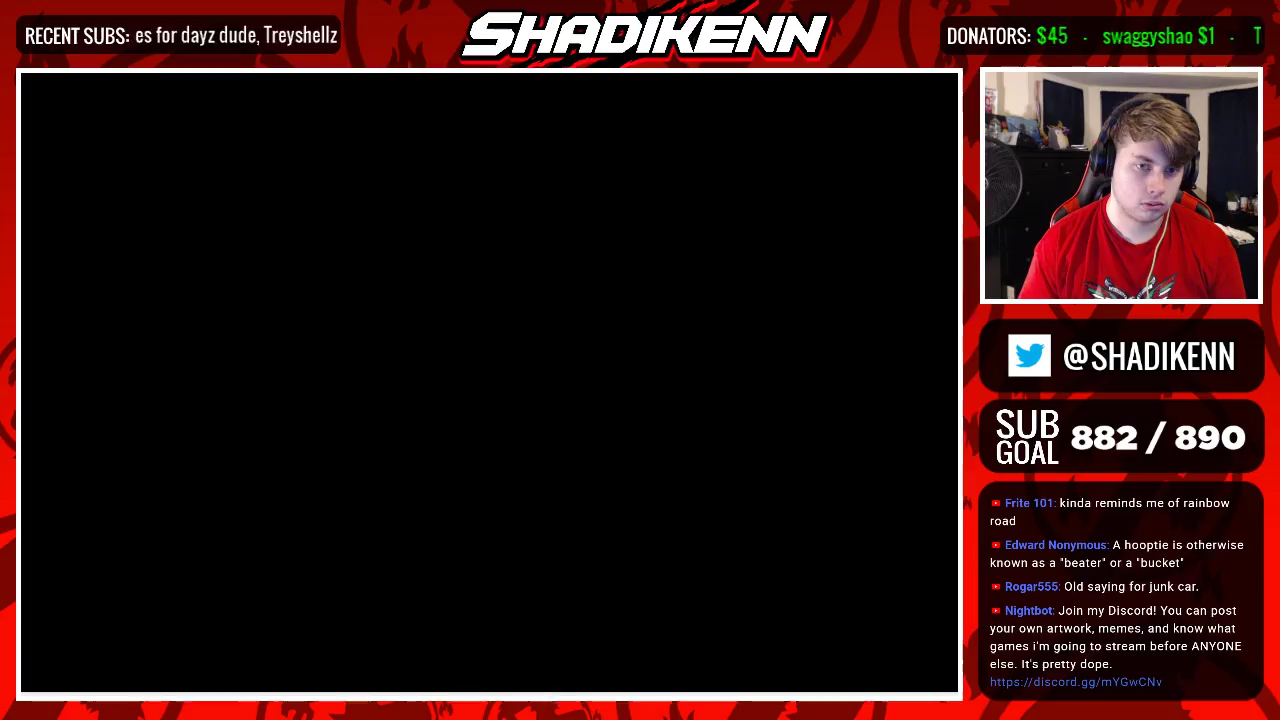 RECENT SUBS: es for dayz dude, Treyshellz
SHADIKENN
DONATORS: $45 - swaggyshao $1 - T
@SHADIKENN
SUB GOAL 882 / 890
Frite 101: kinda reminds me of rainbow
road
Edward Nonymous: A hooptie is otherwise
known as a "beater" or a "bucket"
Rogar555: Old saying for junk car.
Nightbot: Join my Discord! You can post
your own artwork, memes, and know what
games i'm going to stream before ANYONE
else. It's pretty dope.
https://discord.gg/mYGwCNv